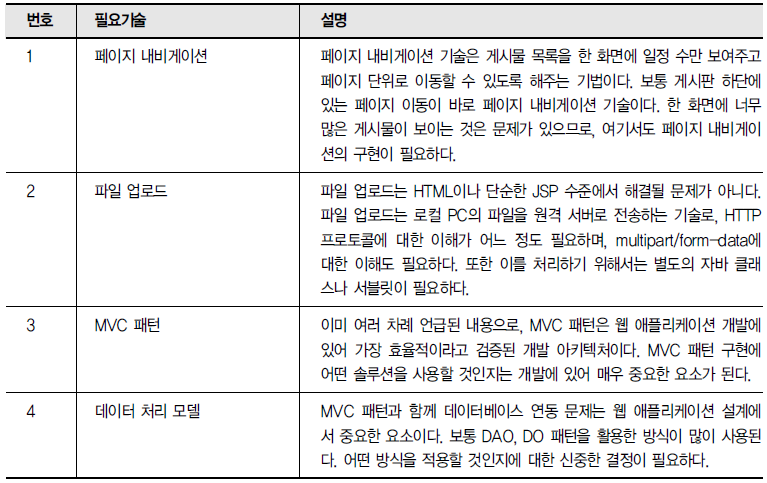 번호 필요기술 설명
1 페이지 내비게이션 페이지 내비게이션 기술은 게시물 목록을 한 화면에 일정 수만 보여주고
페이지 단위로 이동할 수 있도록 해주는 기법이다. 보통 게시판 하단에
있는 페이지 이동이 바로 페이지 내비게이션 기술이다. 한 화면에 너무
많은 게시물이 보이는 것은 문제가 있으므로, 여기서도 페이지 내비게이
션의 구현이 필요하다.
2 파일 업로드 파일 업로드는 HTML이나 단순한 JSP 수준에서 해결될 문제가 아니다.
파일 업로드는 로컬 PC의 파일을 원격 서버로 전송하는 기술로, HTTP
프로토콜에 대한 이해가 어느 정도 필요하며, multipart/form-data에
대한 이해도 필요하다. 또한 이를 처리하기 위해서는 별도의 자바 클래
스나 서블릿이 필요하다.
3 MVC 패턴 이미 여러 차례 언급된 내용으로, MVC 패턴은 웹 애플리케이션 개발에
있어 가장 효율적이라고 검증된 개발 아키텍처이다. MVC 패턴 구현에
어떤 솔루션을 사용할 것인지는 개발에 있어 매우 중요한 요소가 된다.
4 데이터 처리 모델 MVC 패턴과 함께 데이터베이스 연동 문제는 웹 애플리케이션 설계에
서 중요한 요소이다. 보통 DAO, DO 패턴을 활용한 방식이 많이 사용된
다. 어떤 방식을 적용할 것인지에 대한 신중한 결정이 필요하다.